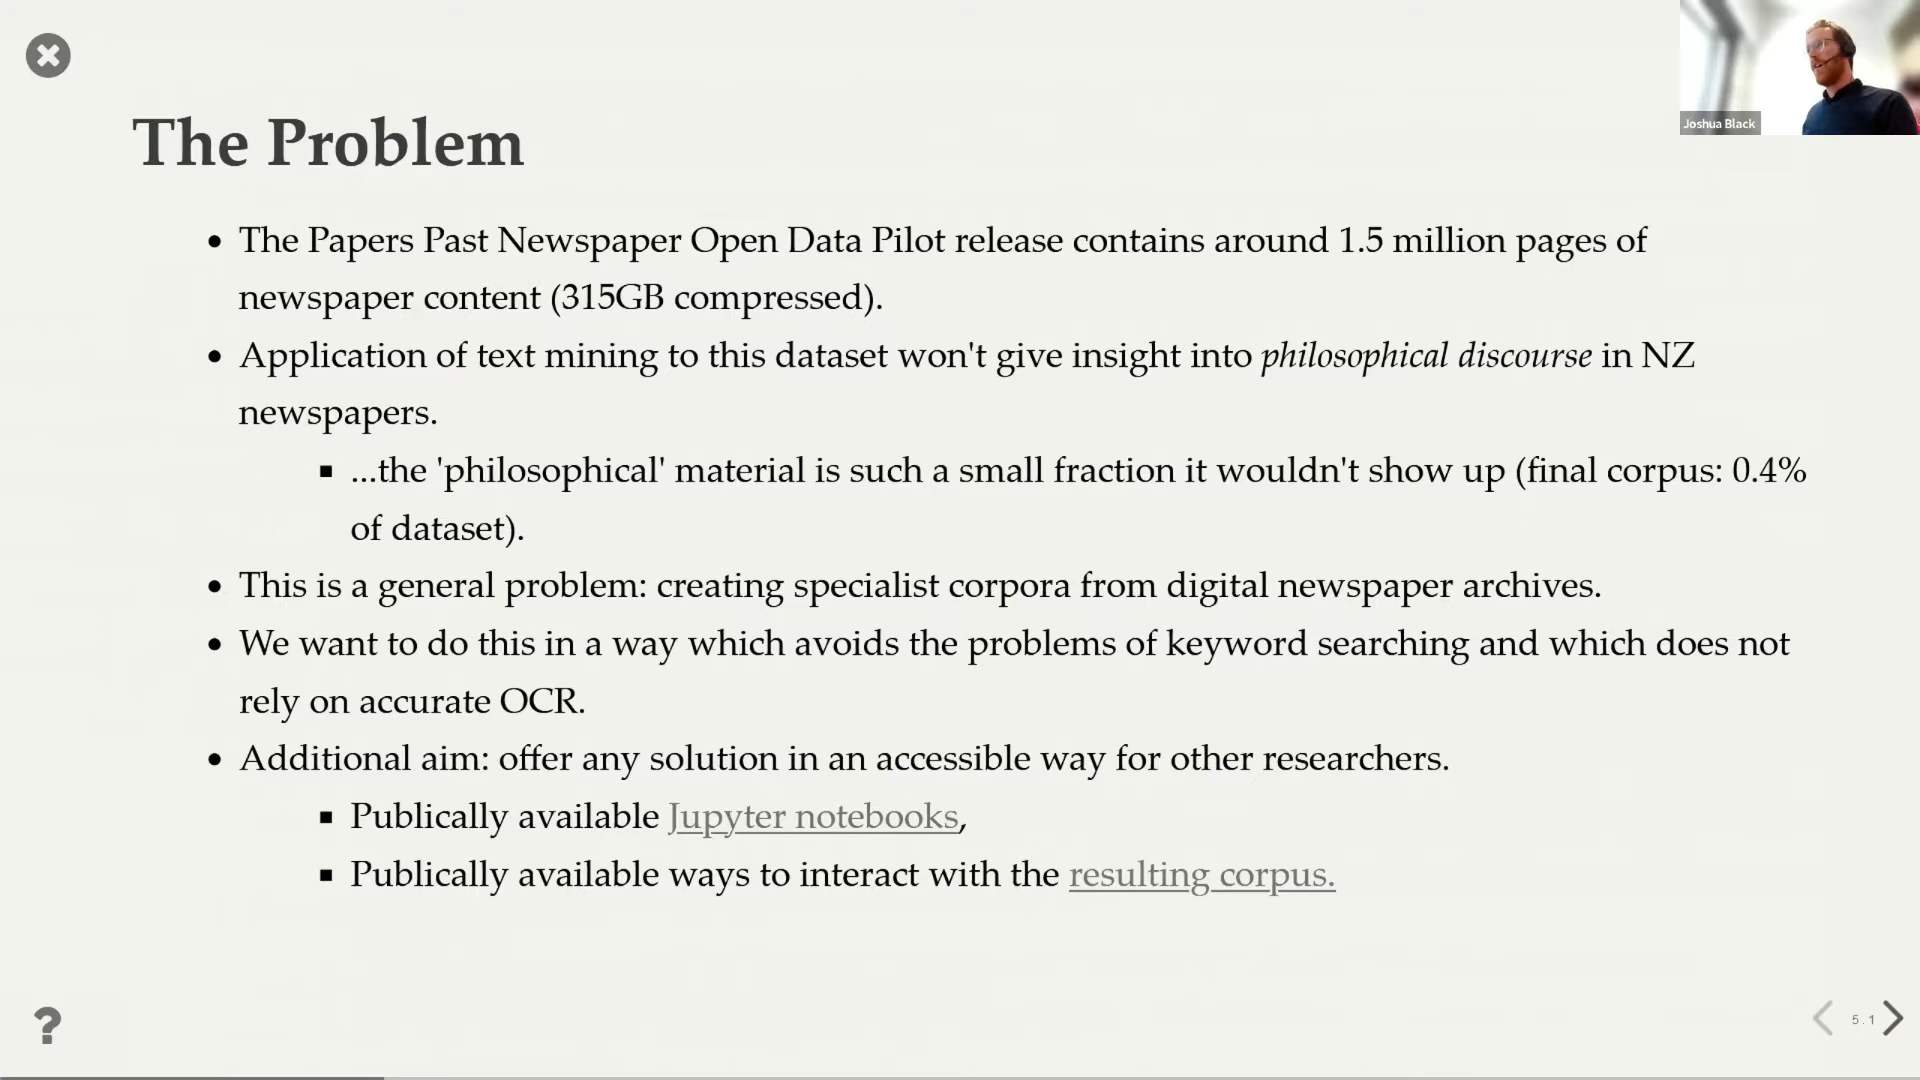 Joshua Black
The Problem
• The Papers Past Newspaper Open Data Pilot release contains around 1.5 million pages of
newspaper content (315GB compressed).
• Application of text mining to this dataset won't give insight into philosophical discourse in NZ
newspapers.
▪ ...the 'philosophical' material is such a small fraction it wouldn't show up (final corpus: 0.4%
of dataset).
• This is a general problem: creating specialist corpora from digital newspaper archives.
• We want to do this in a way which avoids the problems of keyword searching and which does not
rely on accurate OCR.
• Additional aim: offer any solution in an accessible way for other researchers.
▪ Publically available Jupyter notebooks,
▪ Publically available ways to interact with the resulting corpus.
?
5.1